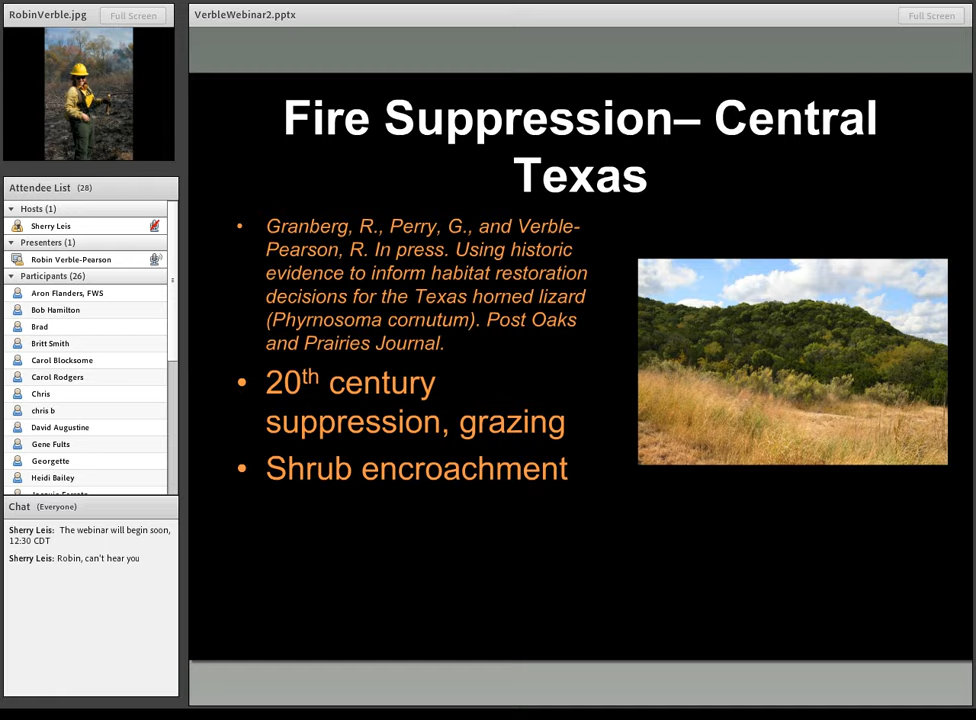 RobinVerble.jpg
Full Screen
Attendee List (28)
Hosts (1)
Sherry Leis
Presenters (1)
Robin Verble-Pearson
Participants (26)
Aron Flanders, FWS
Bob Hamilton
Brad
Britt Smith
Carol Blocksome
Carol Rodgers
Chris
chris b
David Augustine
Gene Fults
Georgette
Heidi Bailey
Chat (Everyone)
Sherry Leis: The webinar will begin soon,
12:30 CDT
Sherry Leis: Robin, can't hear you
VerbleWebinar2.pptx
Full Screen
Fire Suppression– Central
Texas
• Granberg, R., Perry, G., and Verble-
Pearson, R. In press. Using historic
evidence to inform habitat restoration
decisions for the Texas horned lizard
(Phyrnosoma cornutum). Post Oaks
and Prairies Journal.
• 20th century
suppression, grazing
• Shrub encroachment